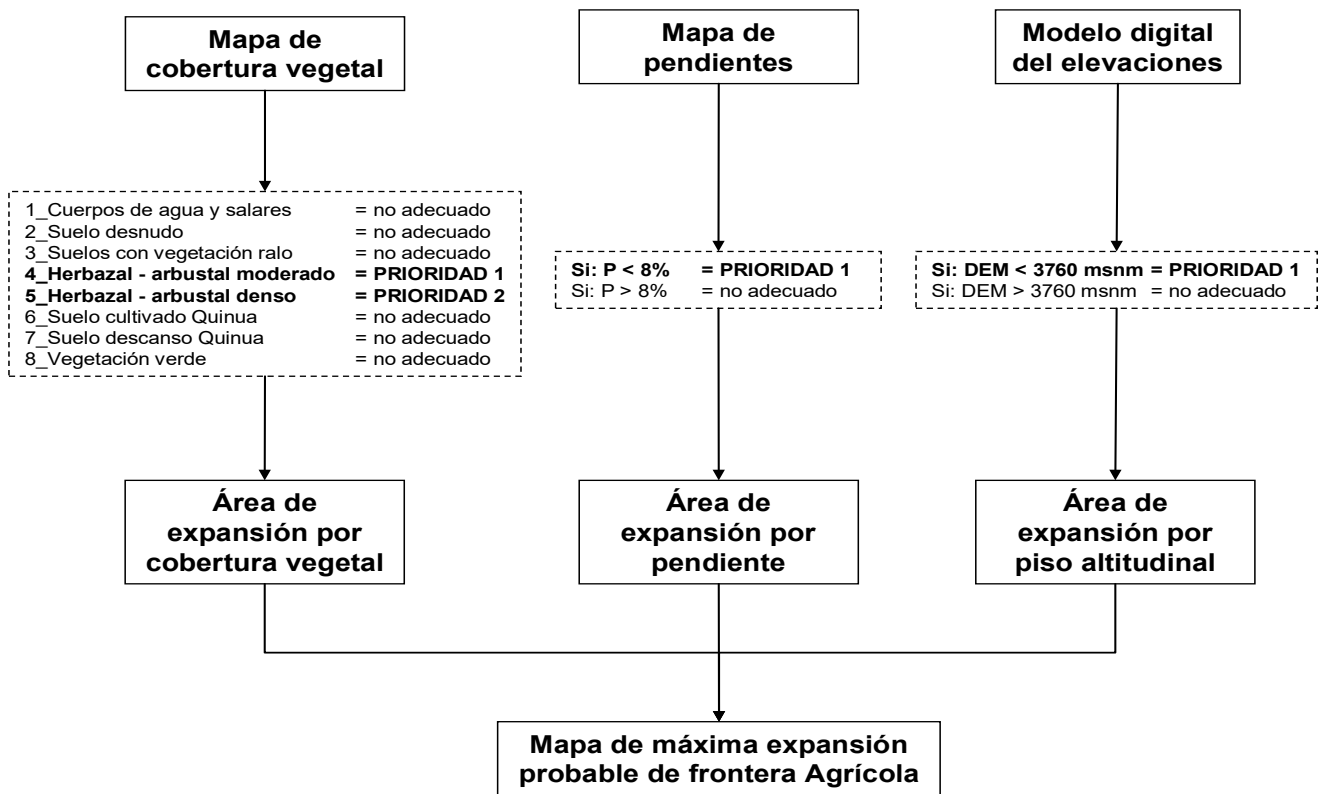 Mapa de
cobertura vegetal
Mapa de
pendientes
Modelo digital
del elevaciones
1_Cuerpos de agua y salares = no adecuado
2_Suelo desnudo = no adecuado
3_Suelos con vegetación ralo = no adecuado
4_Herbazal - arbustal moderado = PRIORIDAD 1
5_Herbazal - arbustal denso = PRIORIDAD 2
6_Suelo cultivado Quinua = no adecuado
7_Suelo descanso Quinua = no adecuado
8_Vegetación verde = no adecuado
Si: P < 8% = PRIORIDAD 1
Si: P > 8% = no adecuado
Si: DEM < 3760 msnm = PRIORIDAD 1
Si: DEM > 3760 msnm = no adecuado
Área de
expansión por
cobertura vegetal
Área de
expansión por
pendiente
Área de
expansión por
piso altitudinal
Mapa de máxima expansión
probable de frontera Agrícola